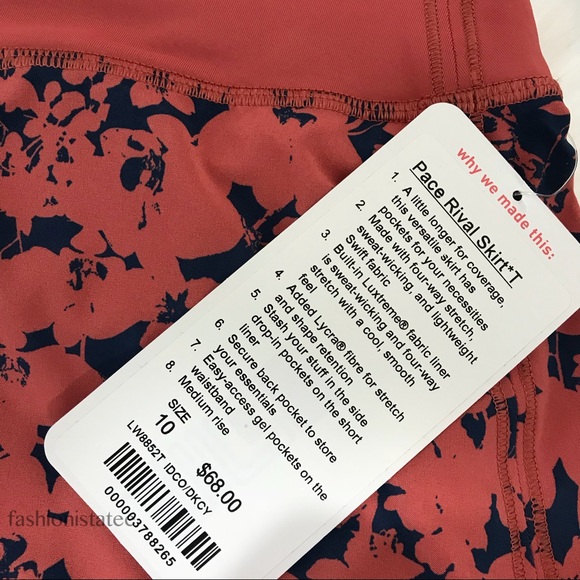 why we made this:
Pace Rival Skirt*T
1. A little longer for coverage,
this versatile skirt has
pockets for your necessities
2. Made with four-way stretch,
sweat-wicking, and lightweight
Swift fabric
3. Built-in Luxtreme® fabric liner
is sweat-wicking and four-way
stretch with a cool, smooth
feel
4. Added Lycra® fibre for stretch
and shape retention
5. Stash your stuff in the side
drop-in pockets on the short
liner
6. Secure back pocket to store
your essentials
7. Easy-access gel pockets on the
waistband
8. Medium rise
SIZE
10
$68.00
LW8852T IDCO/DKCY
000003788265